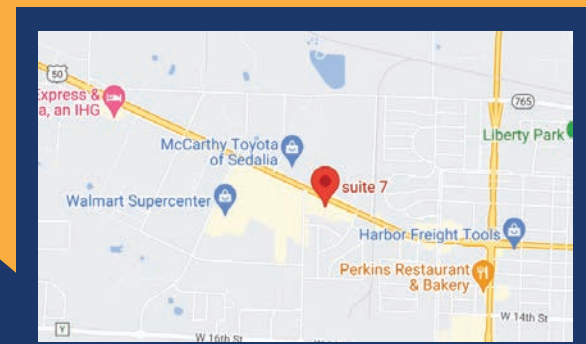 50
Express &
a, an IHG
765
Liberty Park
McCarthy Toyota
of Sedalia
suite 7
Walmart Supercenter
Harbor Freight Tools
Perkins Restaurant
& Bakery
W 14th St
Y
W 16th St